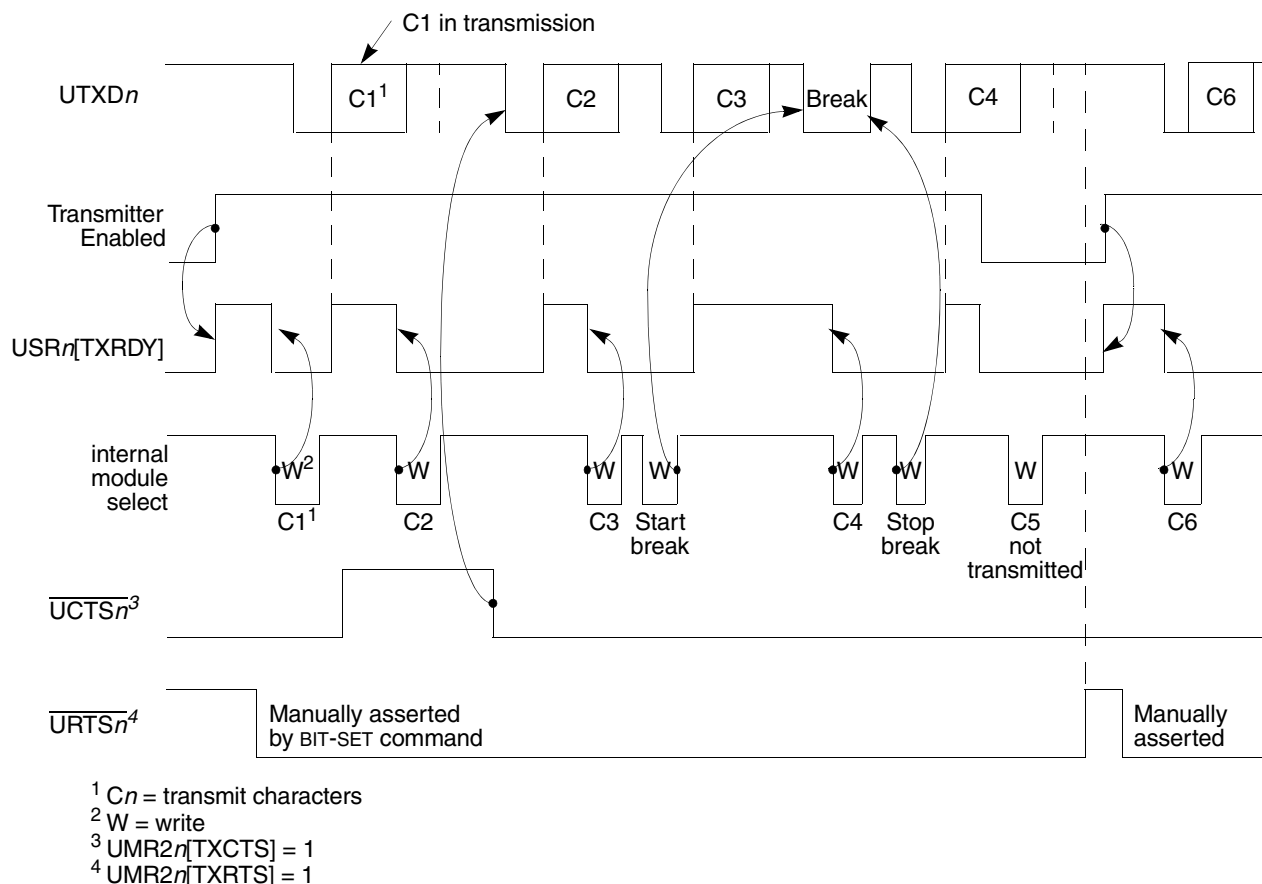 C1 in transmission
UTXDn
C1¹
C2
C3
Break
C4
C6
Transmitter
Enabled
USRn[TXRDY]
internal
module
select
W²
W
W
W
W
W
W
W
C1¹
C2
C3
Start
break
C4
Stop
break
C5
not
transmitted
C6
UCTSn³
URTSn⁴
Manually asserted
by BIT-SET command
Manually
asserted
¹ Cn = transmit characters
² W = write
³ UMR2n[TXCTS] = 1
⁴ UMR2n[TXRTS] = 1